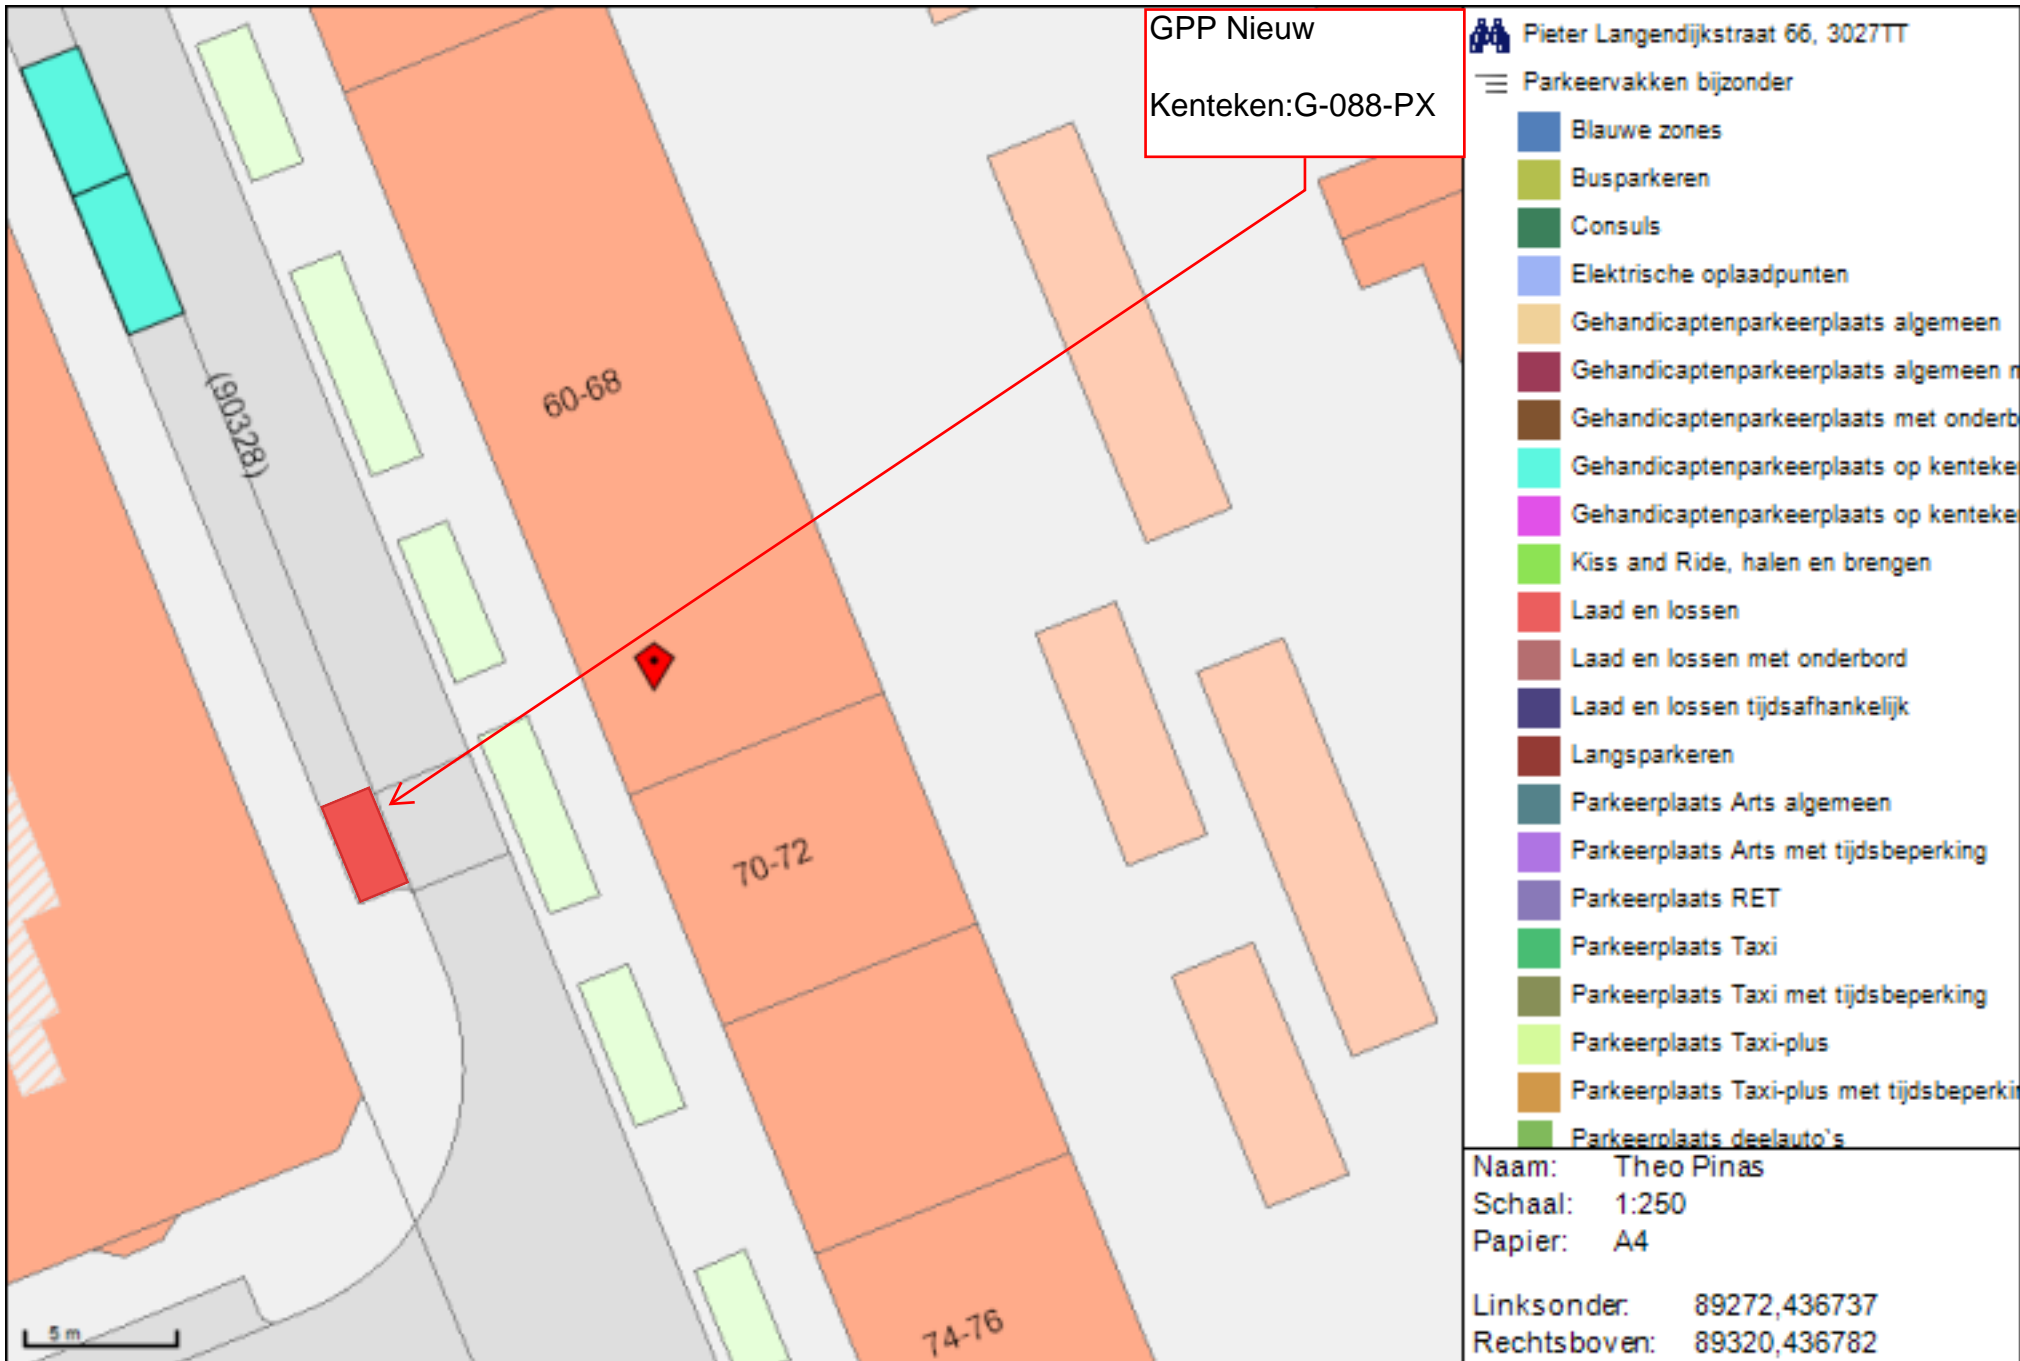 GPP Nieuw
Kenteken:G-088-PX
(90328)
60-68
70-72
74-76
5 m
Pieter Langendijkstraat 66, 3027TT
Parkeervakken bijzonder
Blauwe zones
Busparkeren
Consuls
Elektrische oplaadpunten
Gehandicaptenparkeerplaats algemeen
Gehandicaptenparkeerplaats algemeen
Gehandicaptenparkeerplaats met onderb
Gehandicaptenparkeerplaats op kenteke
Gehandicaptenparkeerplaats op kenteke
Kiss and Ride, halen en brengen
Laad en lossen
Laad en lossen met onderbord
Laad en lossen tijdsafhankelijk
Langsparkeren
Parkeerplaats Arts algemeen
Parkeerplaats Arts met tijdsbeperking
Parkeerplaats RET
Parkeerplaats Taxi
Parkeerplaats Taxi met tijdsbeperking
Parkeerplaats Taxi-plus
Parkeerplaats Taxi-plus met tijdsbeperkin
Parkeerplaats deelauto`s
Naam: Theo Pinas
Schaal: 1:250
Papier: A4
Linksonder: 89272,436737
Rechtsboven: 89320,436782